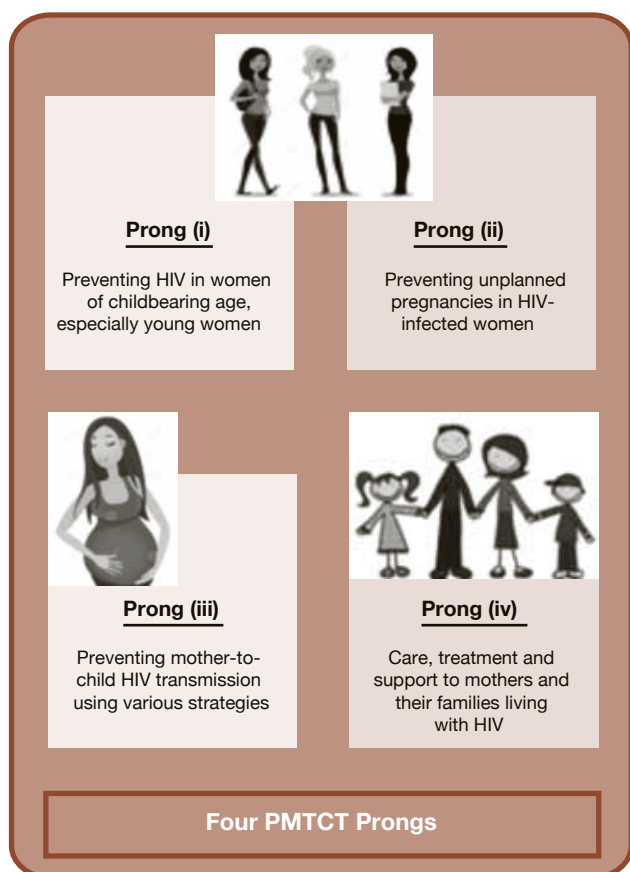 Prong (i)
Preventing HIV in women
of childbearing age,
especially young women
Prong (ii)
Preventing unplanned
pregnancies in HIV-
infected women
Prong (iii)
Preventing mother-to-
child HIV transmission
using various strategies
Prong (iv)
Care, treatment and
support to mothers and
their families living
with HIV
Four PMTCT Prongs